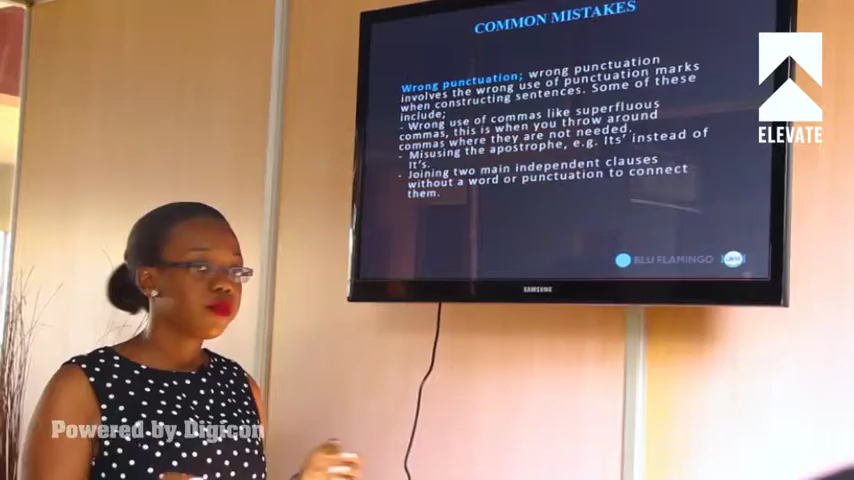 COMMON MISTAKES
Wrong punctuation; wrong punctuation
involves the wrong use of punctuation marks
when constructing sentences. Some of these
include;
- Wrong use of commas like superfluous
commas, this is when you throw around
commas where they are not needed.
- Misusing the apostrophe, e.g. Its' instead of
It's.
- Joining two main independent clauses
without a word or punctuation to connect
them.
BLU FLAMINGO
SAMSUNG
ELEVATE
Powered by Digicon